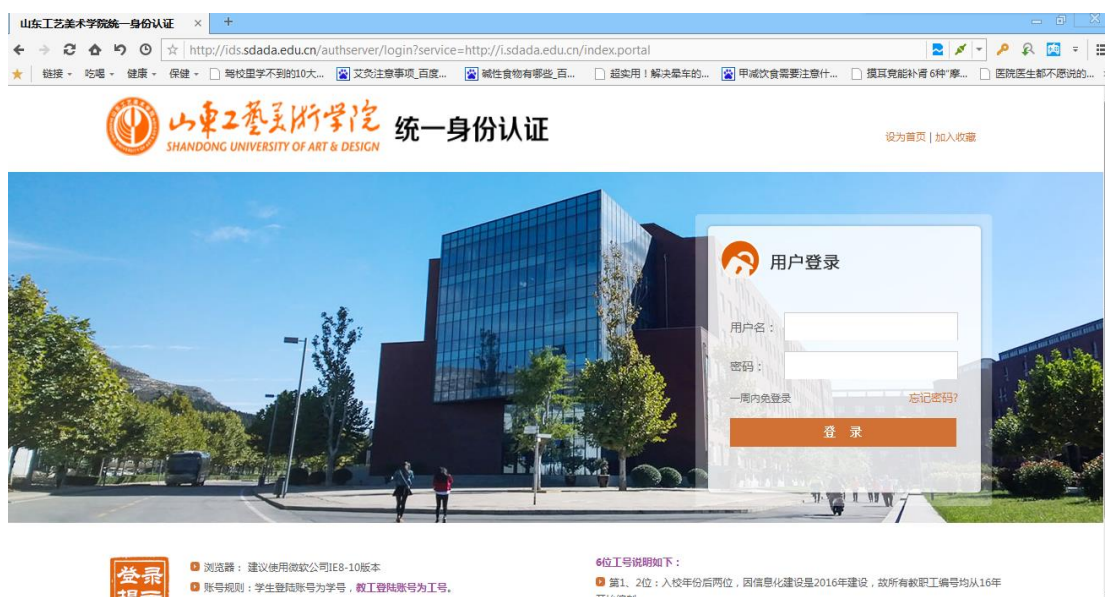 山东工艺美术学院统一身份认证
http://ids.sdada.edu.cn/authserver/login?service=http://i.sdada.edu.cn/index.portal
链接 吃喝 健康 保健 驾校里学不到的10大... 艾灸注意事项_百度... 碱性食物有哪些_百... 超实用！解决晕车的... 甲减饮食需要注意什... 摸耳竟能补肾 6种"摩... 医院医生都不愿说的...
山東工藝美術学院 统一身份认证
SHANDONG UNIVERSITY OF ART & DESIGN
设为首页 | 加入收藏
用户登录
用户名：
密码：
一周内免登录 忘记密码?
登 录
登录
浏览器： 建议使用微软公司IE8-10版本
账号规则：学生登陆账号为学号，教工登陆账号为工号。
6位工号说明如下：
第1、2位：入校年份后两位，因信息化建设是2016年建设，故所有教职工编号均从16年